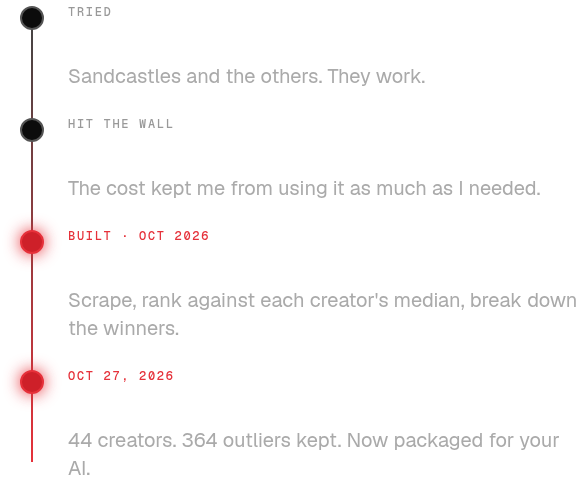 TRIED
Sandcastles and the others. They work.
HIT THE WALL
The cost kept me from using it as much as I needed.
BUILT · OCT 2026
Scrape, rank against each creator's median, break down
the winners.
OCT 27, 2026
44 creators. 364 outliers kept. Now packaged for your
AI.